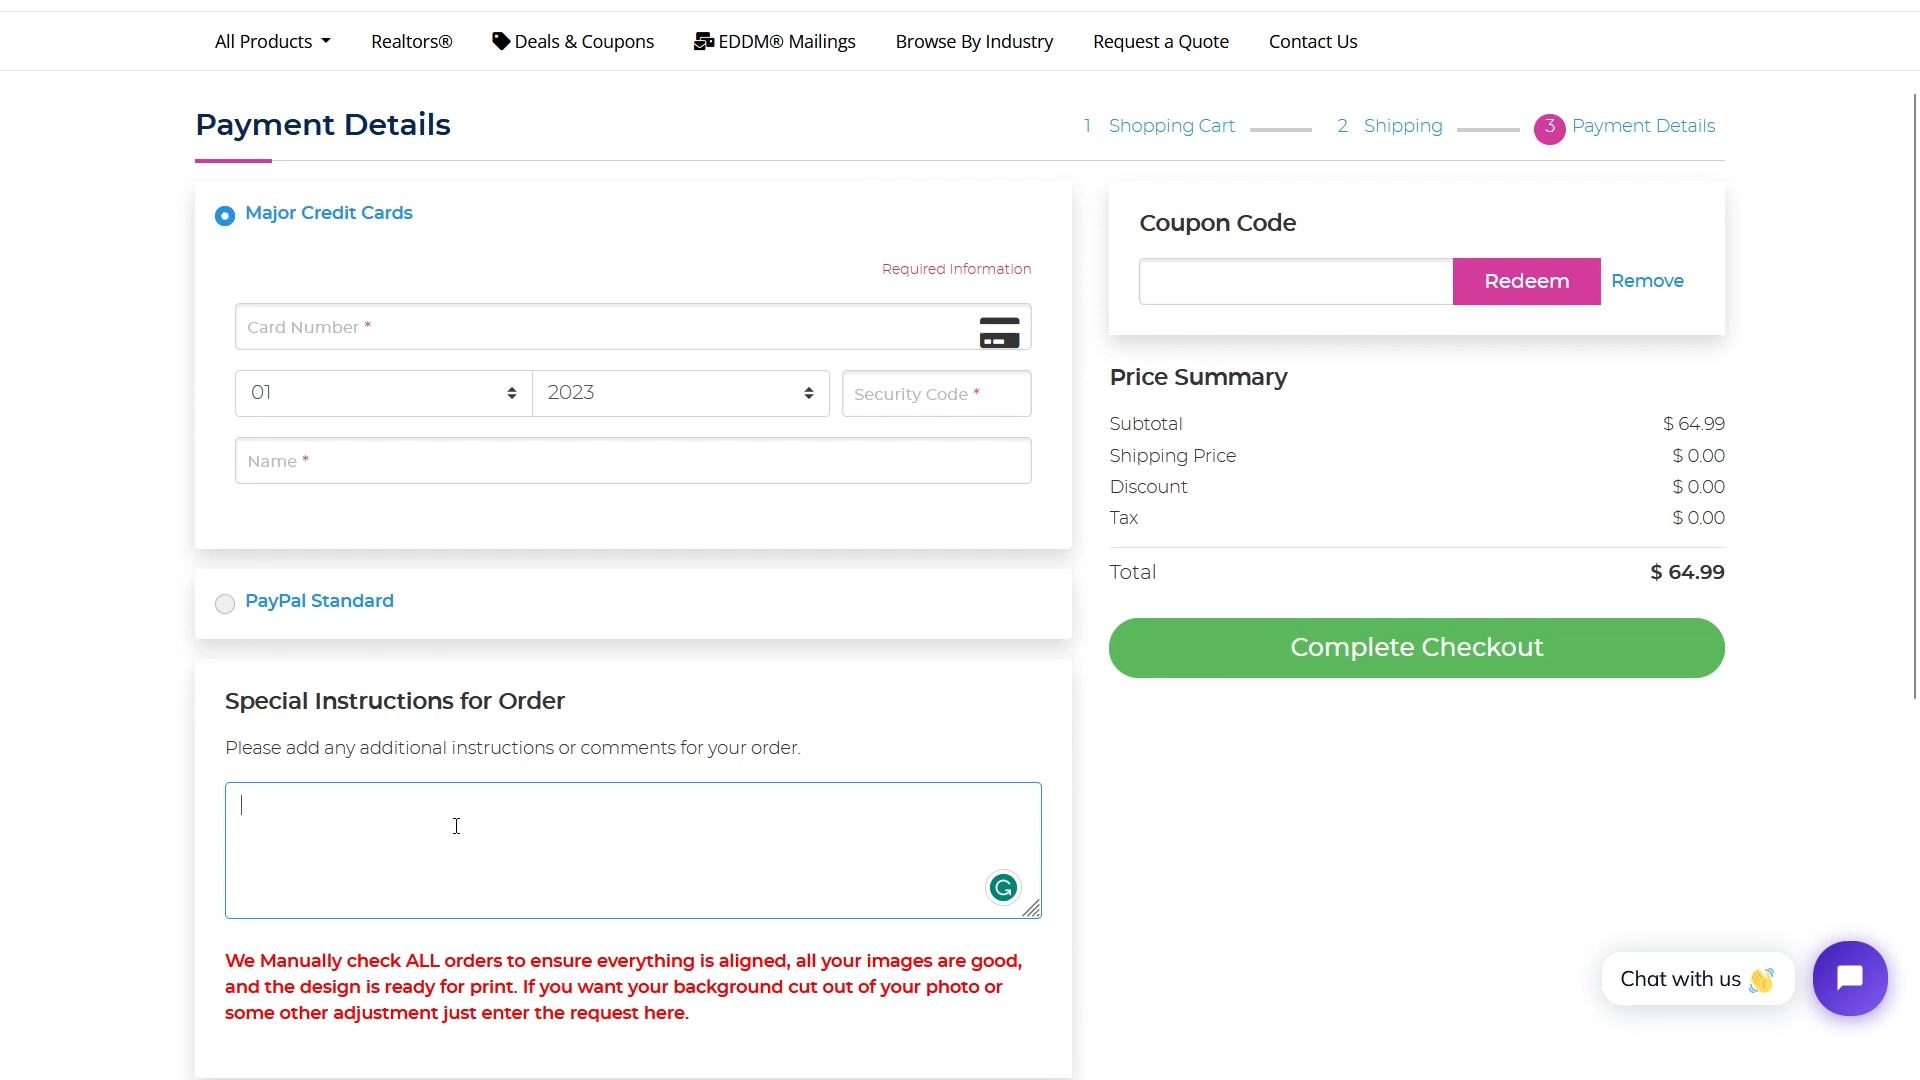 All Products
Realtors®
Deals & Coupons
EDDM® Mailings
Browse By Industry
Request a Quote
Contact Us
Payment Details
1 Shopping Cart
2 Shipping
3 Payment Details
Major Credit Cards
Required Information
Card Number *
01
2023
Security Code *
Name *
PayPal Standard
Special Instructions for Order
Please add any additional instructions or comments for your order.
G
We Manually check ALL orders to ensure everything is aligned, all your images are good,
and the design is ready for print. If you want your background cut out of your photo or
some other adjustment just enter the request here.
Coupon Code
Redeem
Remove
Price Summary
Subtotal $ 64.99
Shipping Price $ 0.00
Discount $ 0.00
Tax $ 0.00
Total $ 64.99
Complete Checkout
Chat with us 👋